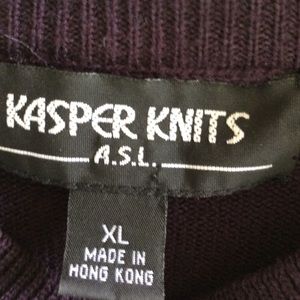 KASPER KNITS
A.S.L.
XL
MADE IN
HONG KONG